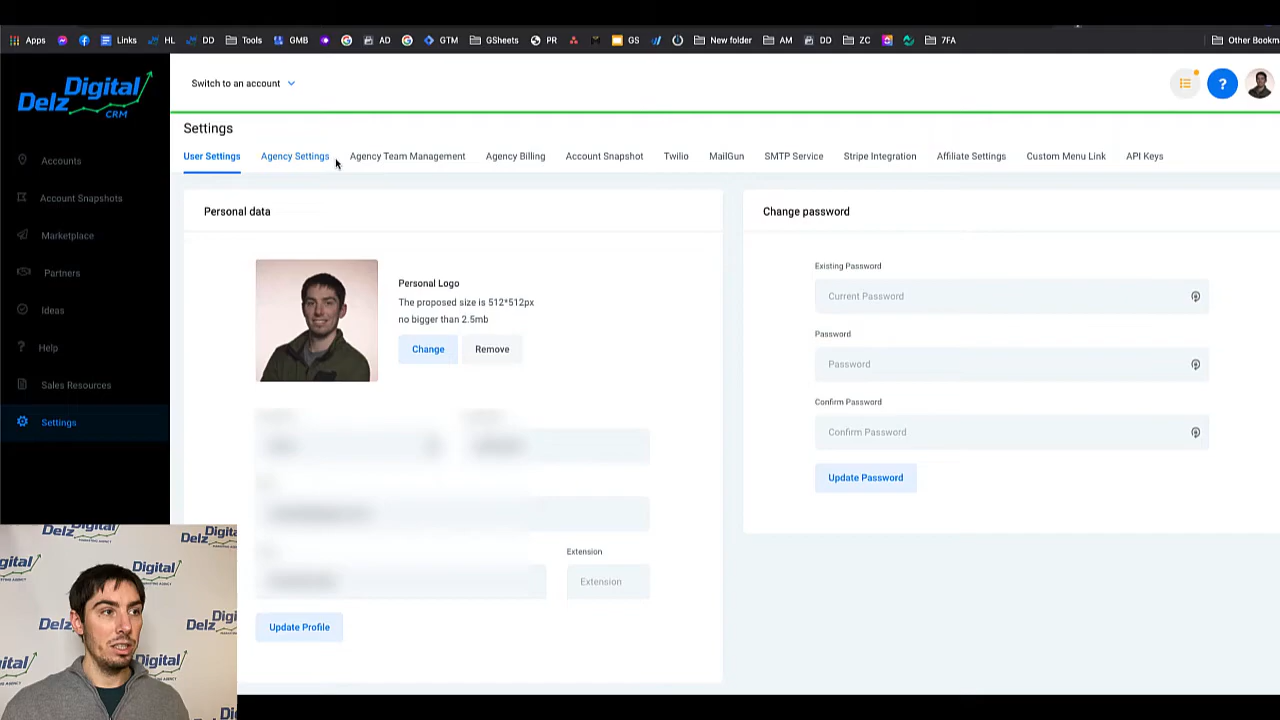 Apps
Links
HL
DD
Tools
GMB
AD
GTM
GSheets
PR
GS
New folder
AM
DD
ZC
7FA
Other Bookm
Delz Digital
CRM
Switch to an account
?
Settings
User Settings
Agency Settings
Agency Team Management
Agency Billing
Account Snapshot
Twilio
MailGun
SMTP Service
Stripe Integration
Affiliate Settings
Custom Menu Link
API Keys
Accounts
Account Snapshots
Marketplace
Partners
Ideas
Help
Sales Resources
Settings
Personal data
Personal Logo
The proposed size is 512*512px
no bigger than 2.5mb
Change
Remove
Extension
Extension
Update Profile
Change password
Existing Password
Current Password
Password
Password
Confirm Password
Confirm Password
Update Password
Delz Digital
MARKETING AGENCY